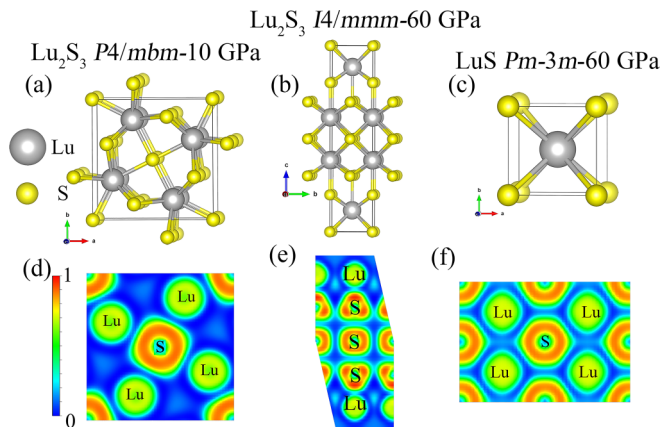 Lu₂S₃ P4/mbm-10 GPa
Lu₂S₃ I4/mmm-60 GPa
LuS Pm-3m-60 GPa
(a)
(b)
(c)
Lu
S
b
a
c
b
b
a
(d)
(e)
(f)
1
0
Lu
Lu
S
Lu
Lu
Lu
S
S
S
Lu
Lu
Lu
S
Lu
Lu